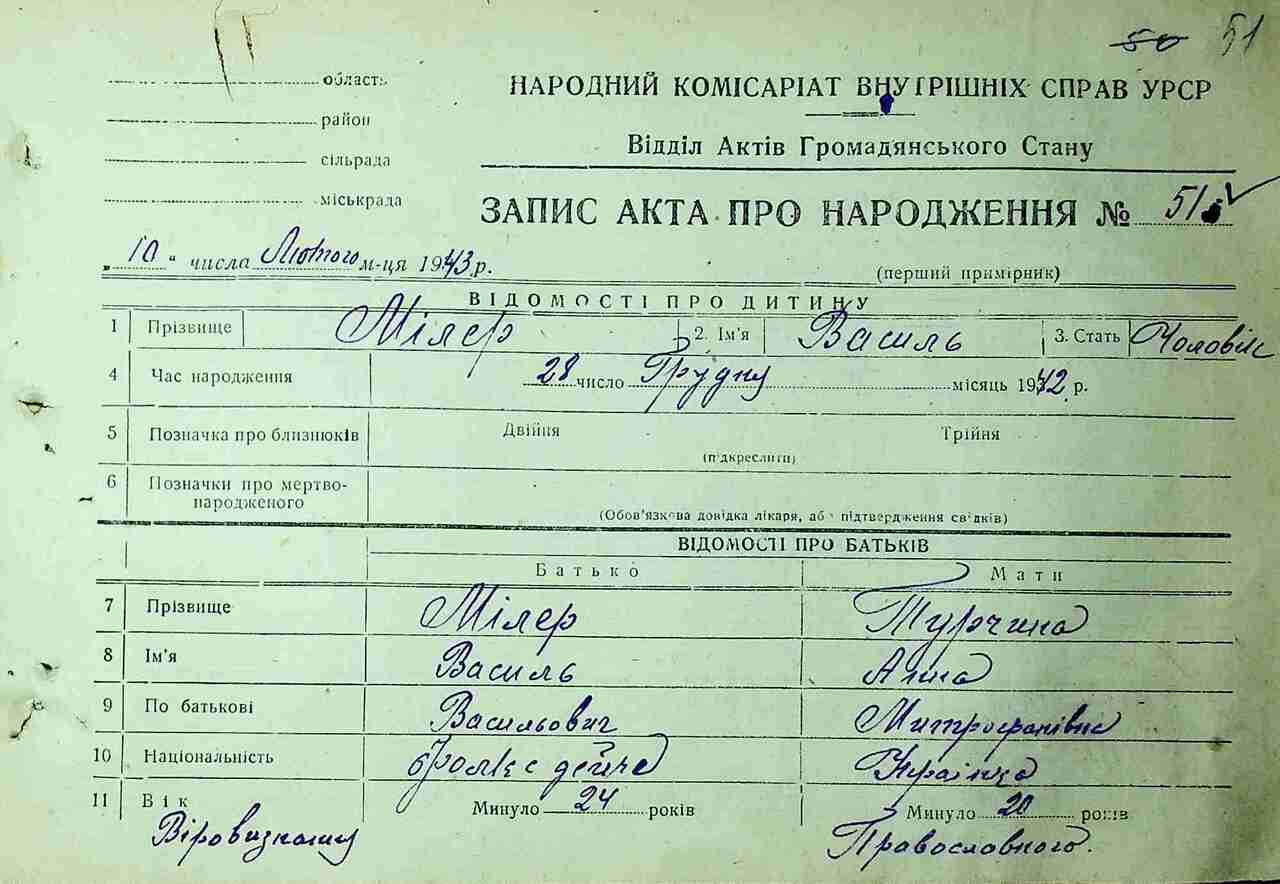 50 51
область
район
сільрада
міськрада
НАРОДНИЙ КОМІСАРІАТ ВНУТРІШНІХ СПРАВ УРСР
Відділ Актів Громадянського Стану
ЗАПИС АКТА ПРО НАРОДЖЕННЯ № 51
„10" числа Лютого м-ця 1943 р.
(перший примірник)
ВІДОМОСТІ ПРО ДИТИНУ
1 Прізвище Мілер 2. Ім'я Василь 3. Стать Чоловіч
4 Час народження 28 число Грудня місяць 1942 р.
5 Позначка про близнюків Двійня Трійня
(підкреслити)
6 Позначки про мертво-
народженого
(Обов'язкова довідка лікаря, або підтвердження свідків)
ВІДОМОСТІ ПРО БАТЬКІВ
Батько Мати
7 Прізвище Мілер Турчина
8 Ім'я Василь Анна
9 По батькові Васильович Митрофанівна
10 Національність фолкс дейче Українка
11 Вік Минуло 24 років Минуло 20 років
Віровизнання Православного.